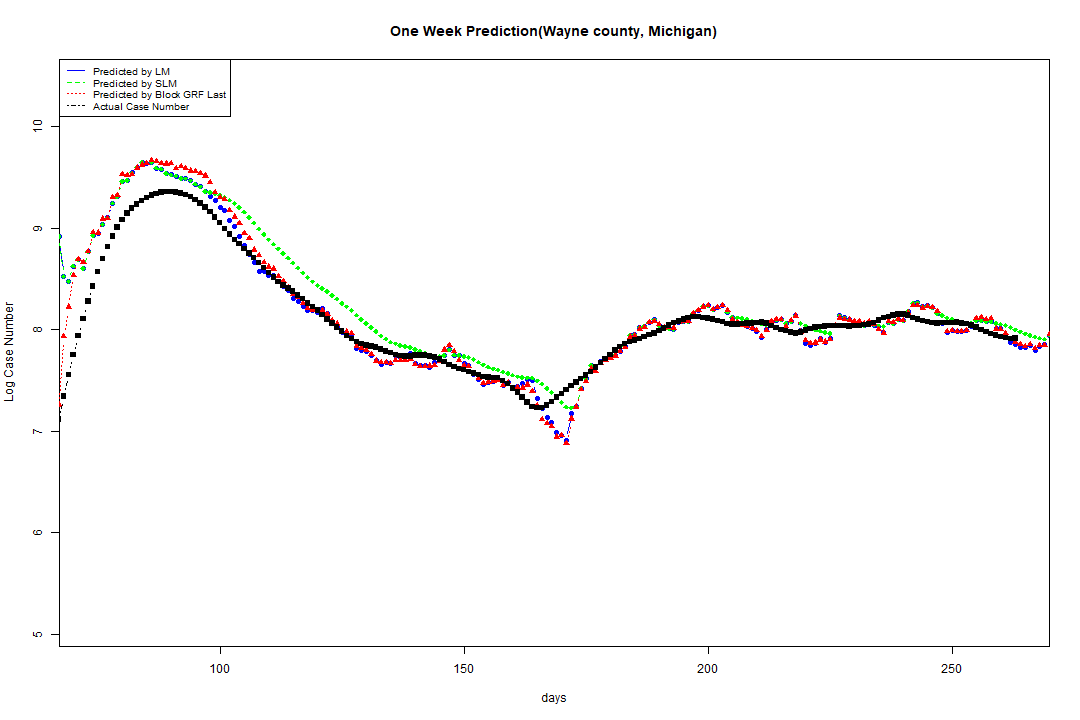 One Week Prediction(Wayne county, Michigan)
Predicted by LM
Predicted by SLM
Predicted by Block GRF Last
Actual Case Number
10
9
8
7
6
5
Log Case Number
100 150 200 250
days